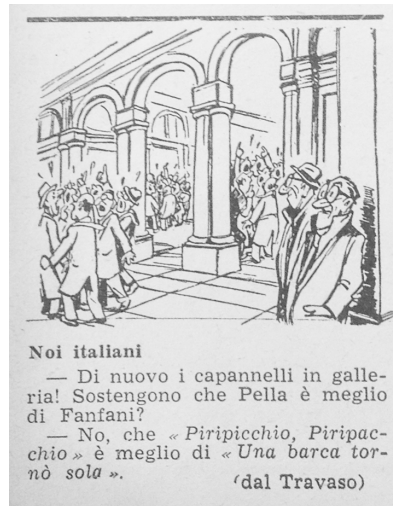 Noi italiani
— Di nuovo i capannelli in galle-
ria! Sostengono che Pella è meglio
di Fanfani?
— No, che « Piripicchio, Piripac-
chio » è meglio di « Una barca tor-
nò sola ».
(dal Travaso)